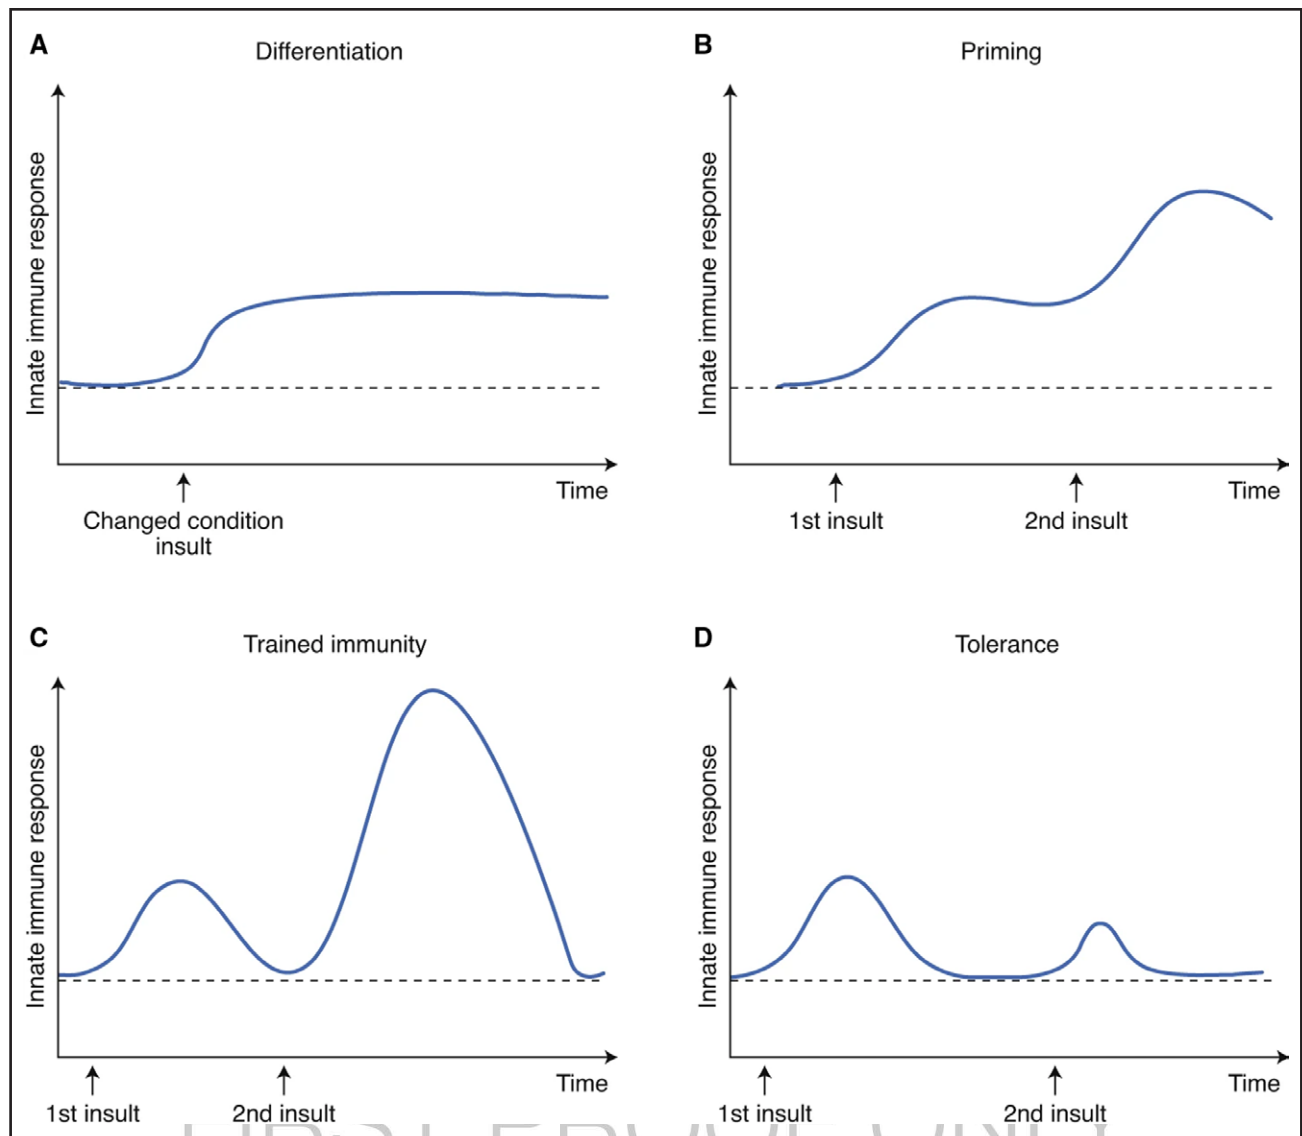 A
Differentiation
Innate immune response
Time
Changed condition
insult
B
Priming
Innate immune response
Time
1st insult
2nd insult
C
Trained immunity
Innate immune response
Time
1st insult
2nd insult
D
Tolerance
Innate immune response
Time
1st insult
2nd insult